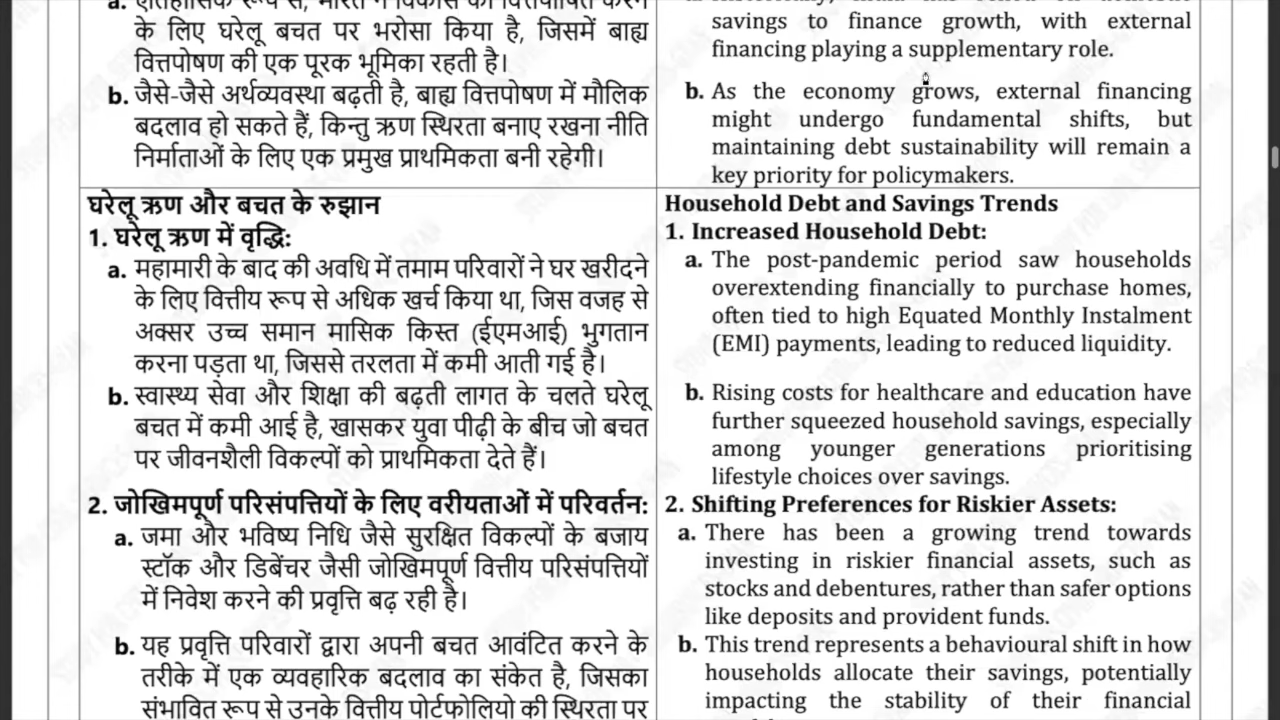 के लिए घरेलू बचत पर भरोसा किया है, जिसमें बाह्य
वित्तपोषण की एक पूरक भूमिका रहती है।
b. जैसे-जैसे अर्थव्यवस्था बढ़ती है, बाह्य वित्तपोषण में मौलिक
बदलाव हो सकते हैं, किन्तु ऋण स्थिरता बनाए रखना नीति
निर्माताओं के लिए एक प्रमुख प्राथमिकता बनी रहेगी।
घरेलू ऋण और बचत के रुझान
1. घरेलू ऋण में वृद्धि:
a. महामारी के बाद की अवधि में तमाम परिवारों ने घर खरीदने
के लिए वित्तीय रूप से अधिक खर्च किया था, जिस वजह से
अक्सर उच्च समान मासिक किस्त (ईएमआई) भुगतान
करना पड़ता था, जिससे तरलता में कमी आती गई है।
b. स्वास्थ्य सेवा और शिक्षा की बढ़ती लागत के चलते घरेलू
बचत में कमी आई है, खासकर युवा पीढ़ी के बीच जो बचत
पर जीवनशैली विकल्पों को प्राथमिकता देते हैं।
2. जोखिमपूर्ण परिसंपत्तियों के लिए वरीयताओं में परिवर्तन:
a. जमा और भविष्य निधि जैसे सुरक्षित विकल्पों के बजाय
स्टॉक और डिबेंचर जैसी जोखिमपूर्ण वित्तीय परिसंपत्तियों
में निवेश करने की प्रवृत्ति बढ़ रही है।
b. यह प्रवृत्ति परिवारों द्वारा अपनी बचत आवंटित करने के
तरीके में एक व्यवहारिक बदलाव का संकेत है, जिसका
संभावित रूप से उनके वित्तीय पोर्टफोलियो की स्थिरता पर
savings to finance growth, with external
financing playing a supplementary role.
b. As the economy grows, external financing
might undergo fundamental shifts, but
maintaining debt sustainability will remain a
key priority for policymakers.
Household Debt and Savings Trends
1. Increased Household Debt:
a. The post-pandemic period saw households
overextending financially to purchase homes,
often tied to high Equated Monthly Instalment
(EMI) payments, leading to reduced liquidity.
b. Rising costs for healthcare and education have
further squeezed household savings, especially
among younger generations prioritising
lifestyle choices over savings.
2. Shifting Preferences for Riskier Assets:
a. There has been a growing trend towards
investing in riskier financial assets, such as
stocks and debentures, rather than safer options
like deposits and provident funds.
b. This trend represents a behavioural shift in how
households allocate their savings, potentially
impacting the stability of their financial